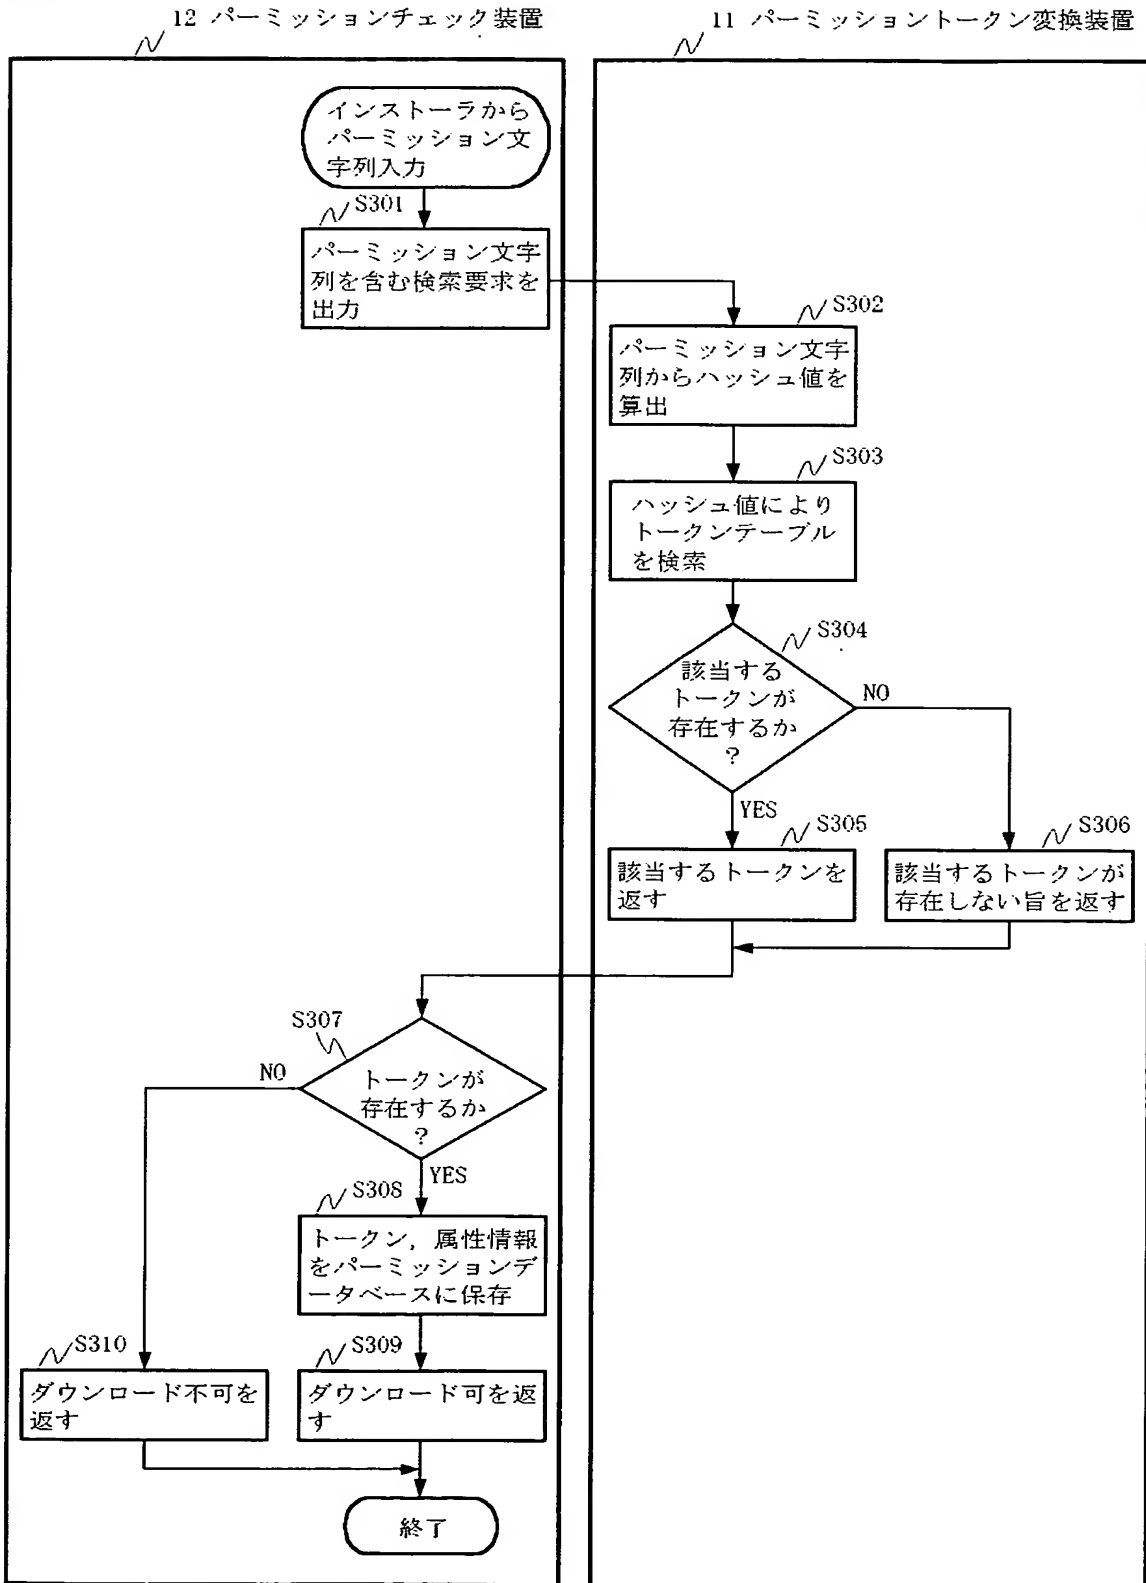 12 パーミッションチェック装置
11 パーミッショントークン変換装置
インストーラから
パーミッション文
字列入力
S301
パーミッション文字
列を含む検索要求を
出力
S302
パーミッション文字
列からハッシュ値を
算出
S303
ハッシュ値により
トークンテーブル
を検索
S304
該当する
トークンが
存在するか
?
NO
YES
S305
該当するトークンを
返す
S306
該当するトークンが
存在しない旨を返す
S307
トークンが
存在するか
?
NO
YES
S308
トークン, 属性情報
をパーミッションデ
ータベースに保存
S310
ダウンロード不可を
返す
S309
ダウンロード可を返
す
終了